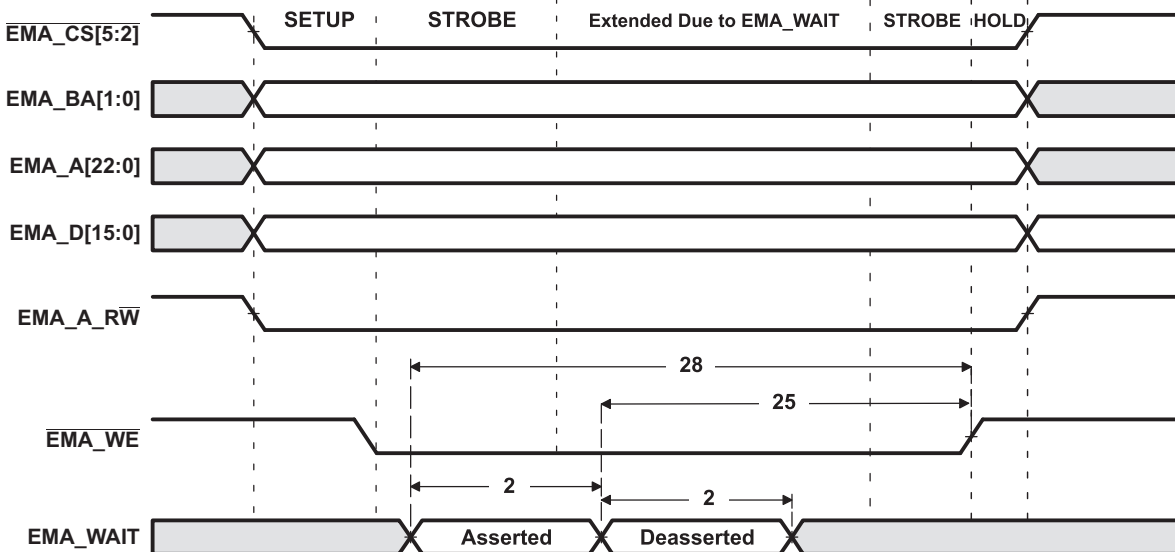 EMA_CS[5:2]
SETUP
STROBE
Extended Due to EMA_WAIT
STROBE
HOLD
EMA_BA[1:0]
EMA_A[22:0]
EMA_D[15:0]
EMA_A_RW
28
25
EMA_WE
2
2
EMA_WAIT
Asserted
Deasserted